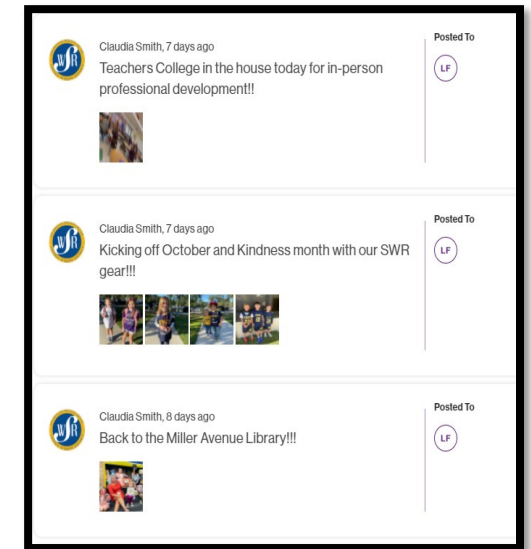 Claudia Smith, 7 days ago
Teachers College in the house today for in-person
professional development!!
Posted To
LF
Claudia Smith, 7 days ago
Kicking off October and Kindness month with our SWR
gear!!!
Posted To
LF
Claudia Smith, 8 days ago
Back to the Miller Avenue Library!!!
Posted To
LF